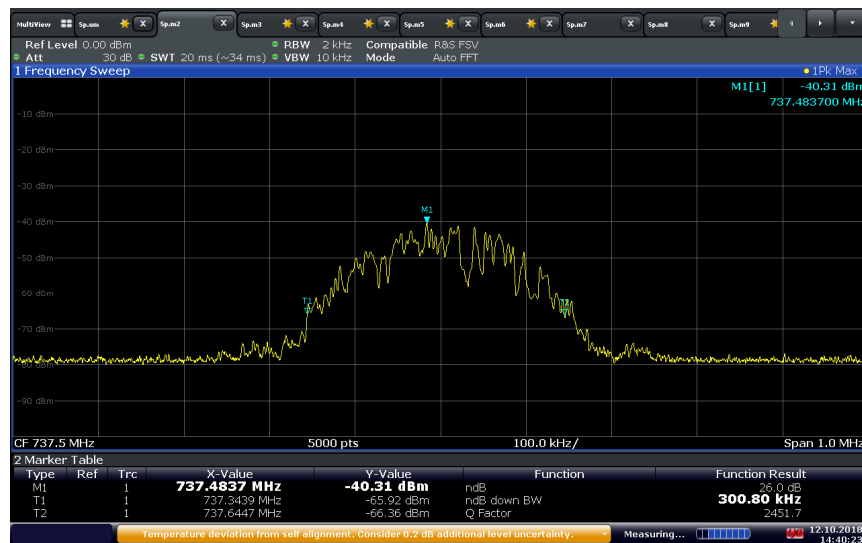 MultiView Sp.um X Sp.m2 X Sp.m3 X Sp.m4 X Sp.m5 X Sp.m6 X Sp.m7 X Sp.m8 X Sp.m9
Ref Level 0.00 dBm RBW 2 kHz Compatible R&S FSV
Att 30 dB SWT 20 ms (~34 ms) VBW 10 kHz Mode Auto FFT
1 Frequency Sweep 1Pk Max
M1[1] -40.31 dBm
737.483700 MHz
-10 dBm
-20 dBm
-30 dBm
-40 dBm
M1
-50 dBm
-60 dBm
T1
T2
-70 dBm
-80 dBm
-90 dBm
CF 737.5 MHz 5000 pts 100.0 kHz/ Span 1.0 MHz
2 Marker Table
Type Ref Trc X-Value Y-Value Function Function Result
M1 1 737.4837 MHz -40.31 dBm ndB 26.0 dB
T1 1 737.3439 MHz -65.92 dBm ndB down BW 300.80 kHz
T2 1 737.6447 MHz -66.36 dBm Q Factor 2451.7
Temperature deviation from self alignment. Consider 0.2 dB additional level uncertainty. Measuring... 12.10.2018
14:40:23